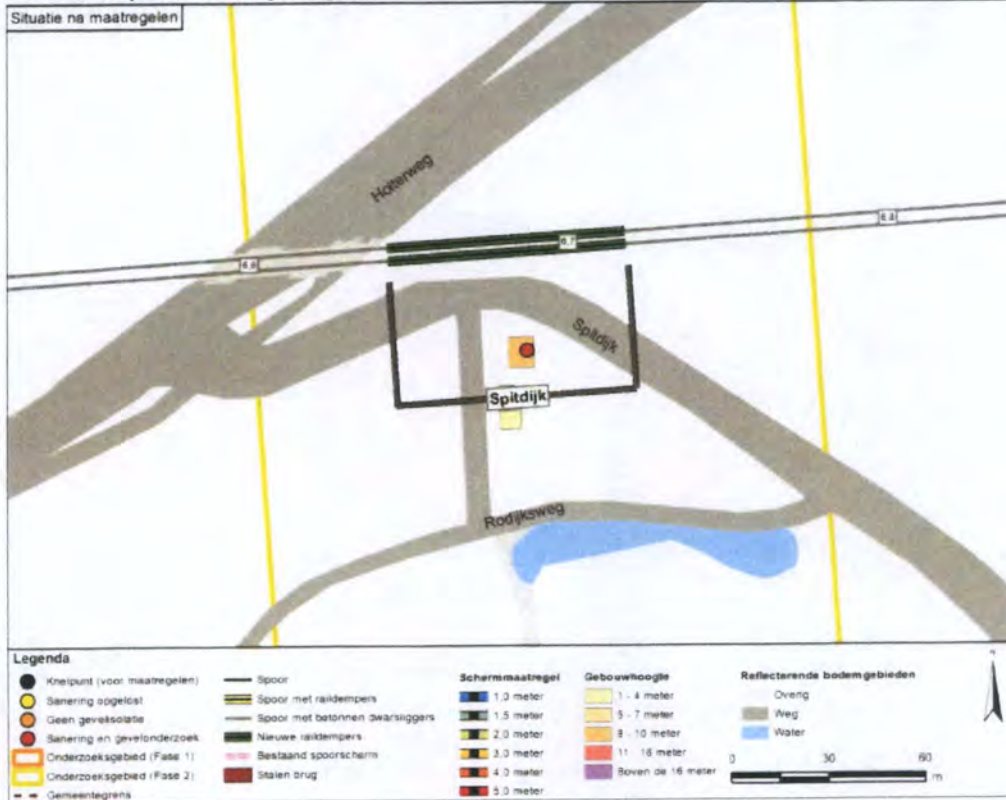 Situatie na maatregelen
Holterweg
6.6
6.7
6.8
Spitdijk
Spitdijk
Rodijksweg
Legenda
Knelpunt (voor maatregelen)
Sanering opgelost
Geen gevelisolatie
Sanering en gevelonderzoek
Onderzoeksgebied (Fase 1)
Onderzoeksgebied (Fase 2)
Gemeentegrens
Spoor
Spoor met raildempers
Spoor met betonnen dwarsliggers
Nieuwe raildempers
Bestaand spoorscherm
Stalen brug
Schermmaatregel
1,0 meter
1,5 meter
2,0 meter
3,0 meter
4,0 meter
5,0 meter
Gebouwhoogte
1 - 4 meter
5 - 7 meter
8 - 10 meter
11 - 16 meter
Boven de 16 meter
Reflecterende bodemgebieden
Overig
Weg
Water
0 30 60
m